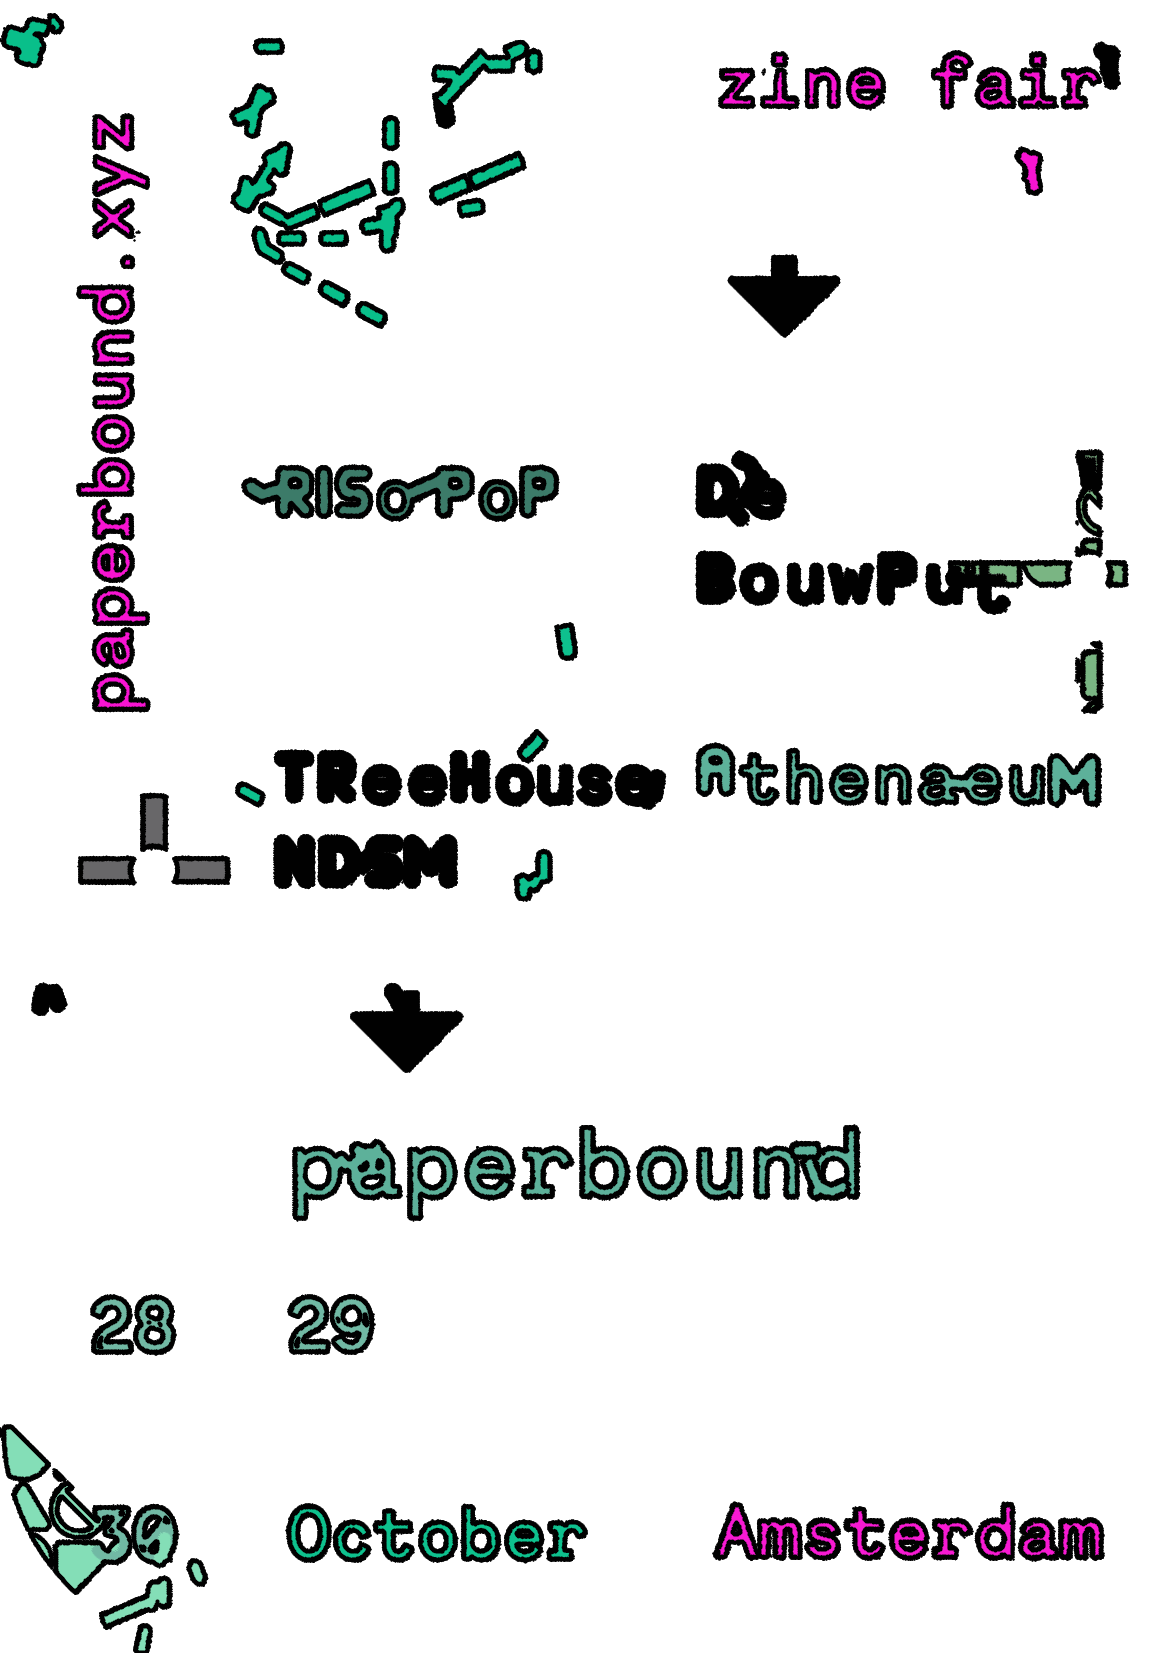 zine fair
paperbound.xyz
RISoPoP
De
BouwPut
TReeHouse
NDSM
AthenaeuM
paperbound
28 29
30 October Amsterdam